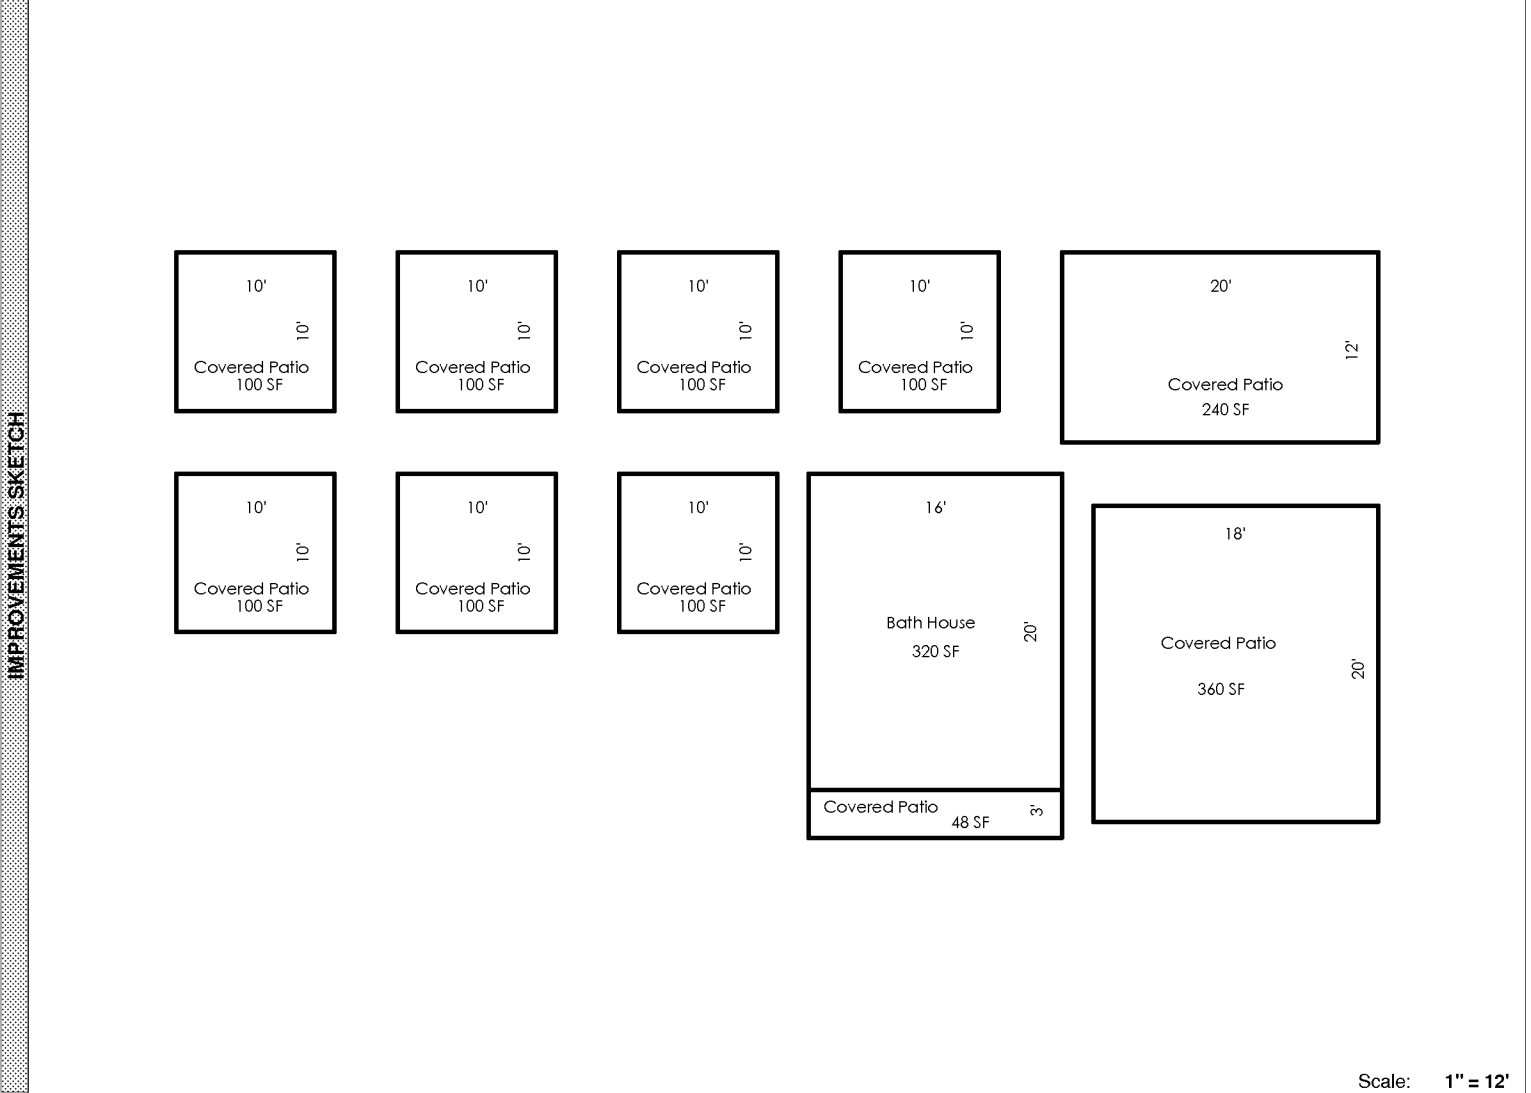 IMPROVEMENTS SKETCH
10'
10'
Covered Patio
100 SF
10'
10'
Covered Patio
100 SF
10'
10'
Covered Patio
100 SF
10'
10'
Covered Patio
100 SF
20'
12'
Covered Patio
240 SF
10'
10'
Covered Patio
100 SF
10'
10'
Covered Patio
100 SF
10'
10'
Covered Patio
100 SF
16'
Bath House
20'
320 SF
Covered Patio
3'
48 SF
18'
Covered Patio
20'
360 SF
Scale: 1" = 12'